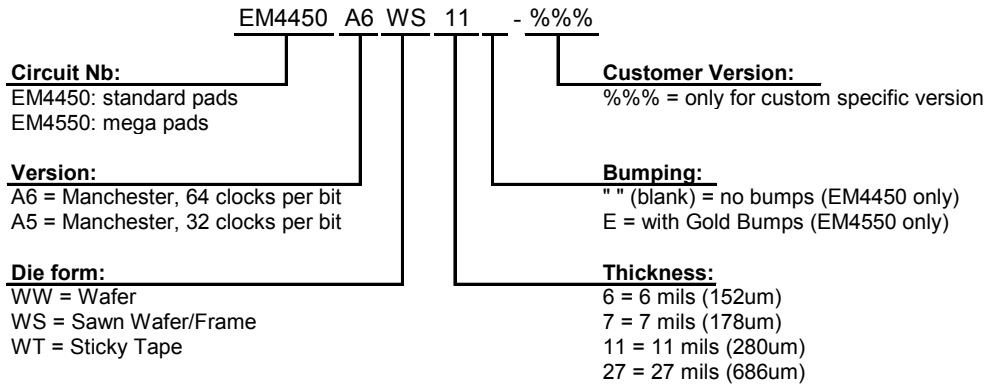 EM4450 A6 WS 11 - %%%
Circuit Nb:
EM4450: standard pads
EM4550: mega pads
Version:
A6 = Manchester, 64 clocks per bit
A5 = Manchester, 32 clocks per bit
Die form:
WW = Wafer
WS = Sawn Wafer/Frame
WT = Sticky Tape
Customer Version:
%%% = only for custom specific version
Bumping:
" " (blank) = no bumps (EM4450 only)
E = with Gold Bumps (EM4550 only)
Thickness:
6 = 6 mils (152um)
7 = 7 mils (178um)
11 = 11 mils (280um)
27 = 27 mils (686um)